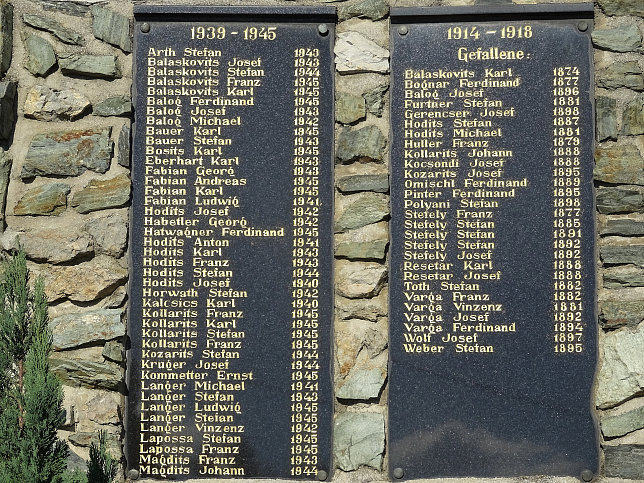 1939 - 1945
Arth Stefan 1943
Balaskovits Josef 1943
Balaskovits Stefan 1944
Balaskovits Franz 1945
Balaskovits Karl 1945
Balog Ferdinand 1945
Balog Josef 1943
Balog Michael 1942
Bauer Karl 1945
Bauer Stefan 1943
Bosits Karl 1945
Eberhart Karl 1943
Fabian Georg 1943
Fabian Andreas 1945
Fabian Karl 1945
Fabian Ludwig 1941
Hodits Josef 1942
Habetler Georg 1942
Hatwagner Ferdinand 1945
Hodits Anton 1941
Hodits Karl 1943
Hodits Franz 1943
Hodits Stefan 1944
Hodits Josef 1940
Horwath Stefan 1942
Kalcsics Karl 1940
Kollarits Franz 1945
Kollarits Karl 1945
Kollarits Stefan 1945
Kollarits Franz 1945
Kozarits Stefan 1944
Kruger Josef 1944
Kommetter Ernst 1945
Langer Michael 1941
Langer Stefan 1943
Langer Ludwig 1945
Langer Stefan 1945
Langer Vinzenz 1942
Lapossa Stefan 1945
Lapossa Franz 1945
Magdits Franz 1943
Magdits Johann 1944
1914 - 1918
Gefallene:
Balaskovits Karl 1874
Bognar Ferdinand 1877
Balog Josef 1896
Furtner Stefan 1881
Gerencser Josef 1898
Hodits Stefan 1887
Hodits Michael 1881
Huller Franz 1879
Kollarits Johann 1888
Kocsondi Josef 1888
Kozarits Josef 1895
Omischl Ferdinand 1889
Pinter Ferdinand 1895
Polyani Stefan 1898
Stefely Franz 1877
Stefely Stefan 1885
Stefely Stefan 1891
Stefely Stefan 1892
Stefely Josef 1892
Resetar Karl 1888
Resetar Josef 1888
Toth Stefan 1882
Varga Franz 1882
Varga Vinzenz 1881
Varga Josef 1892
Varga Ferdinand 1894
Wolf Josef 1897
Weber Stefan 1895